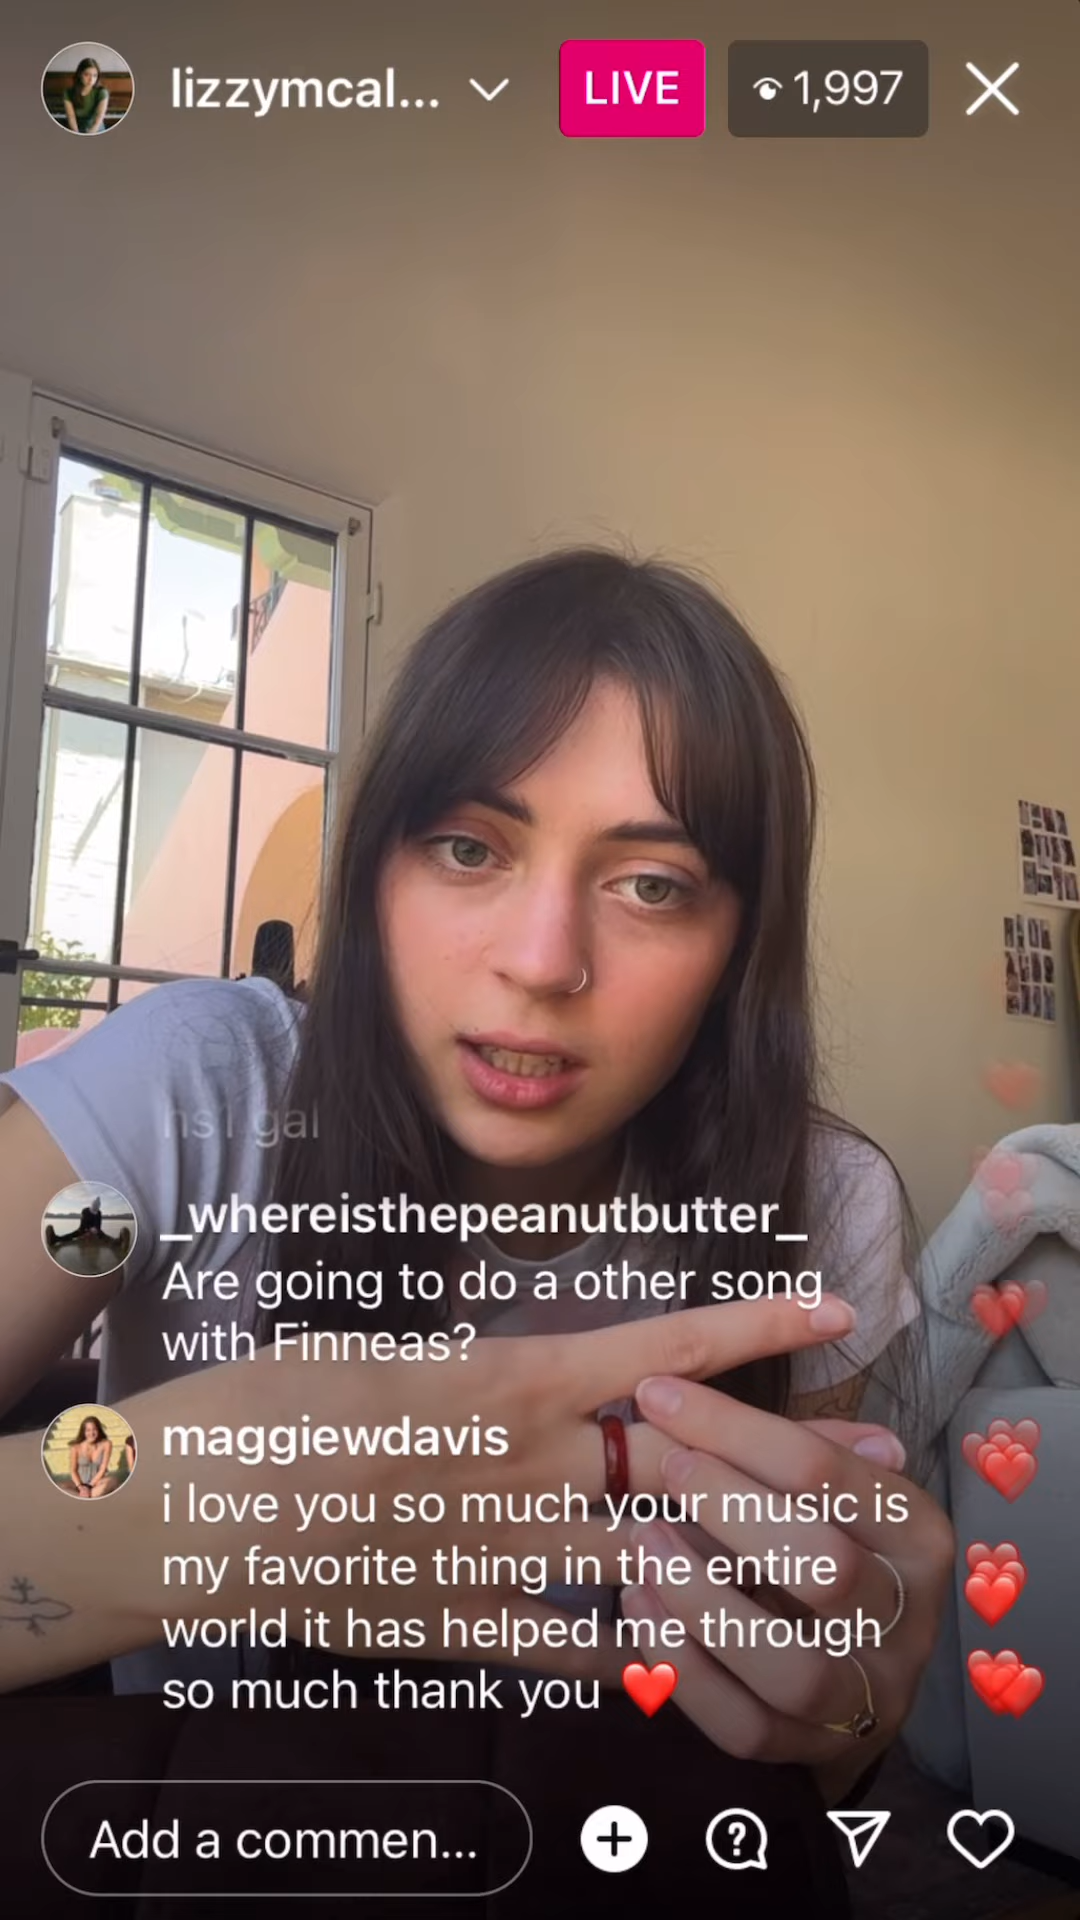 lizzymcal...
LIVE
1,997
_whereisthepeanutbutter_
Are going to do a other song
with Finneas?
maggiewdavis
i love you so much your music is
my favorite thing in the entire
world it has helped me through
so much thank you ❤️
Add a commen...